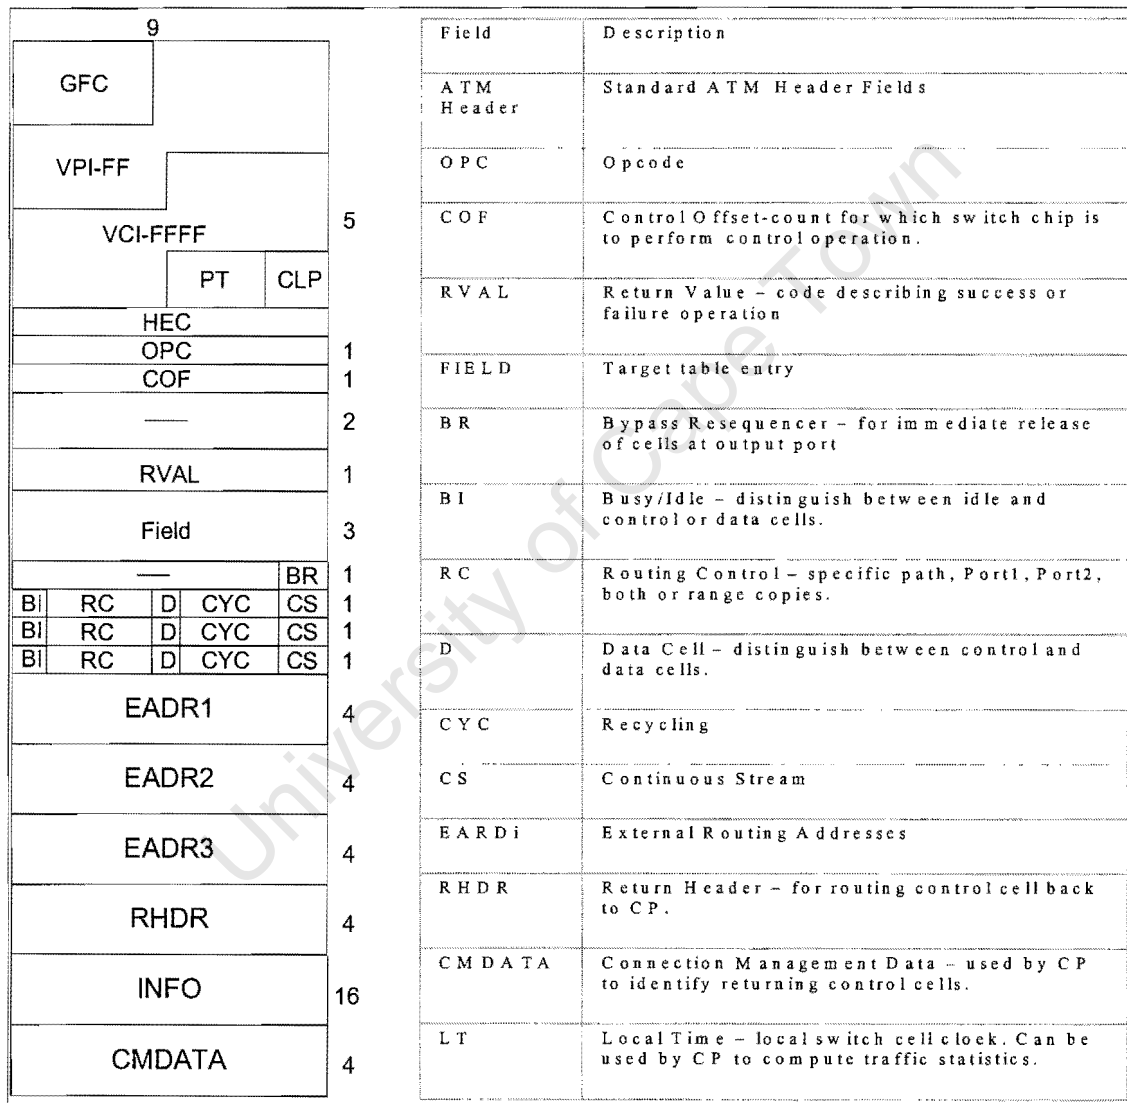 9
GFC
VPI-FF
VCI-FFFF
5
PT CLP
HEC
OPC 1
COF 1
— 2
RVAL 1
Field 3
— BR 1
BI RC D CYC CS 1
BI RC D CYC CS 1
BI RC D CYC CS 1
EADR1 4
EADR2 4
EADR3 4
RHDR 4
INFO 16
CMDATA 4
Field Description
ATM Standard ATM Header Fields
Header
OPC Opcode
COF Control Offset-count for which switch chip is
to perform control operation.
RVAL Return Value – code describing success or
failure operation
FIELD Target table entry
BR Bypass Resequencer – for immediate release
of cells at output port
BI Busy/Idle – distinguish between idle and
control or data cells.
RC Routing Control – specific path, Port1, Port2,
both or range copies.
D Data Cell – distinguish between control and
data cells.
CYC Recycling
CS Continuous Stream
EARDi External Routing Addresses
RHDR Return Header – for routing control cell back
to CP.
CMDATA Connection Management Data – used by CP
to identify returning control cells.
LT Local Time – local switch cell clock. Can be
used by CP to compute traffic statistics.
University of Cape Town